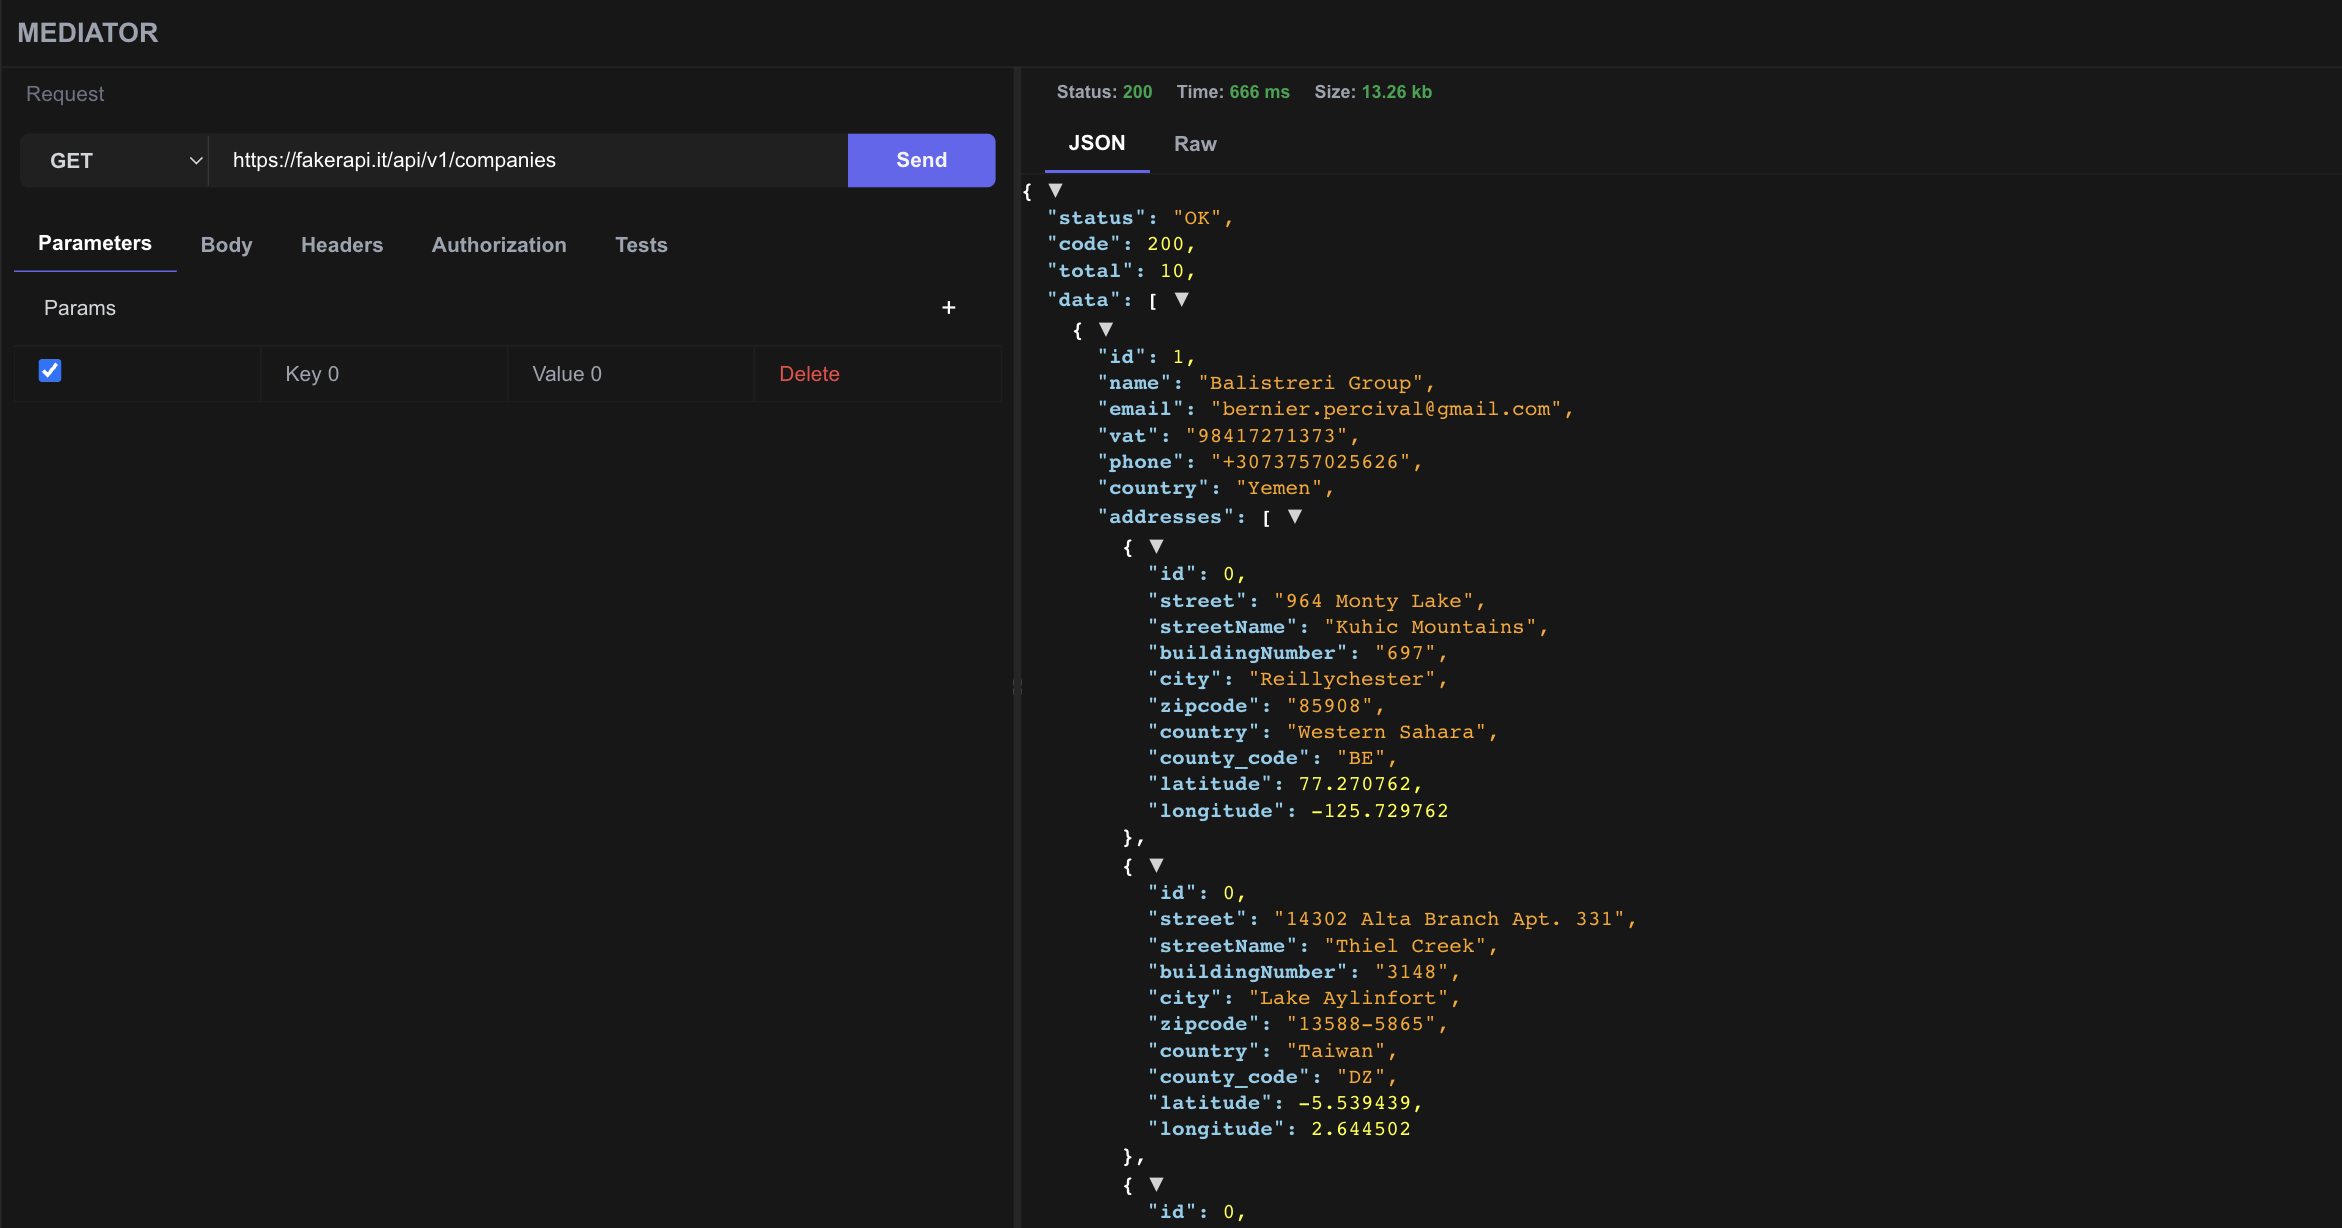 MEDIATOR
Request
GET
https://fakerapi.it/api/v1/companies
Send
Parameters Body Headers Authorization Tests
Params +
Key 0 Value 0 Delete
Status: 200 Time: 666 ms Size: 13.26 kb
JSON Raw
{ ▼
"status": "OK",
"code": 200,
"total": 10,
"data": [ ▼
{ ▼
"id": 1,
"name": "Balistreri Group",
"email": "bernier.percival@gmail.com",
"vat": "98417271373",
"phone": "+3073757025626",
"country": "Yemen",
"addresses": [ ▼
{ ▼
"id": 0,
"street": "964 Monty Lake",
"streetName": "Kuhic Mountains",
"buildingNumber": "697",
"city": "Reillychester",
"zipcode": "85908",
"country": "Western Sahara",
"county_code": "BE",
"latitude": 77.270762,
"longitude": -125.729762
},
{ ▼
"id": 0,
"street": "14302 Alta Branch Apt. 331",
"streetName": "Thiel Creek",
"buildingNumber": "3148",
"city": "Lake Aylinfort",
"zipcode": "13588-5865",
"country": "Taiwan",
"county_code": "DZ",
"latitude": -5.539439,
"longitude": 2.644502
},
{ ▼
"id": 0,